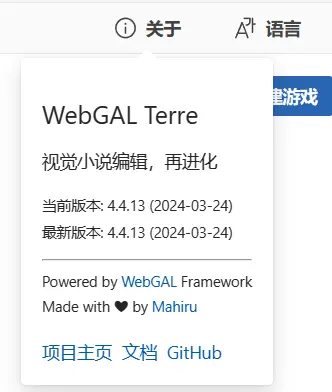 关于 语言
建游戏
WebGAL Terre
视觉小说编辑，再进化
当前版本: 4.4.13 (2024-03-24)
最新版本: 4.4.13 (2024-03-24)
Powered by WebGAL Framework
Made with ❤ by Mahiru
项目主页 文档 GitHub